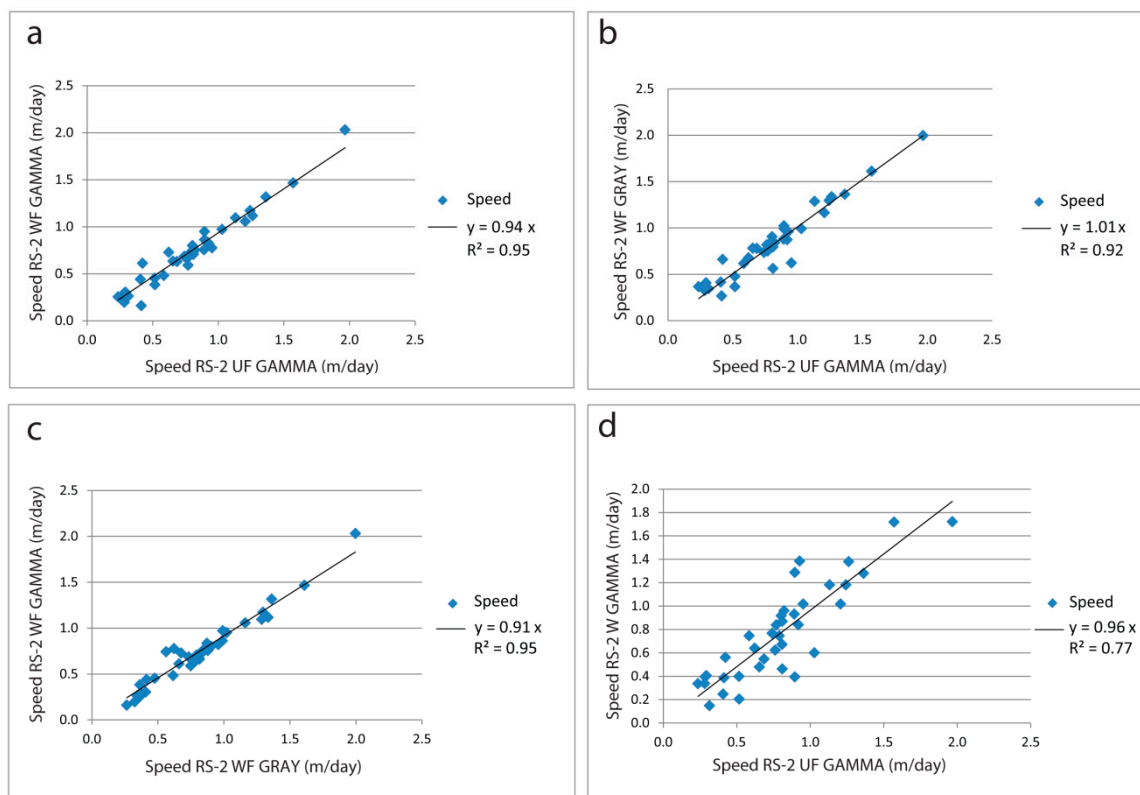 a
Speed RS-2 WF GAMMA (m/day)
2.5
2.0
1.5
1.0
0.5
0.0
0.0 0.5 1.0 1.5 2.0 2.5
Speed RS-2 UF GAMMA (m/day)
Speed
y = 0.94 x
R² = 0.95
b
Speed RS-2 WF GRAY (m/day)
2.5
2.0
1.5
1.0
0.5
0.0
0.0 0.5 1.0 1.5 2.0 2.5
Speed RS-2 UF GAMMA (m/day)
Speed
y = 1.01 x
R² = 0.92
c
Speed RS-2 WF GAMMA (m/day)
2.5
2.0
1.5
1.0
0.5
0.0
0.0 0.5 1.0 1.5 2.0 2.5
Speed RS-2 WF GRAY (m/day)
Speed
y = 0.91 x
R² = 0.95
d
Speed RS-2 W GAMMA (m/day)
2.0
1.8
1.6
1.4
1.2
1.0
0.8
0.6
0.4
0.2
0.0
0.0 0.5 1.0 1.5 2.0 2.5
Speed RS-2 UF GAMMA (m/day)
Speed
y = 0.96 x
R² = 0.77